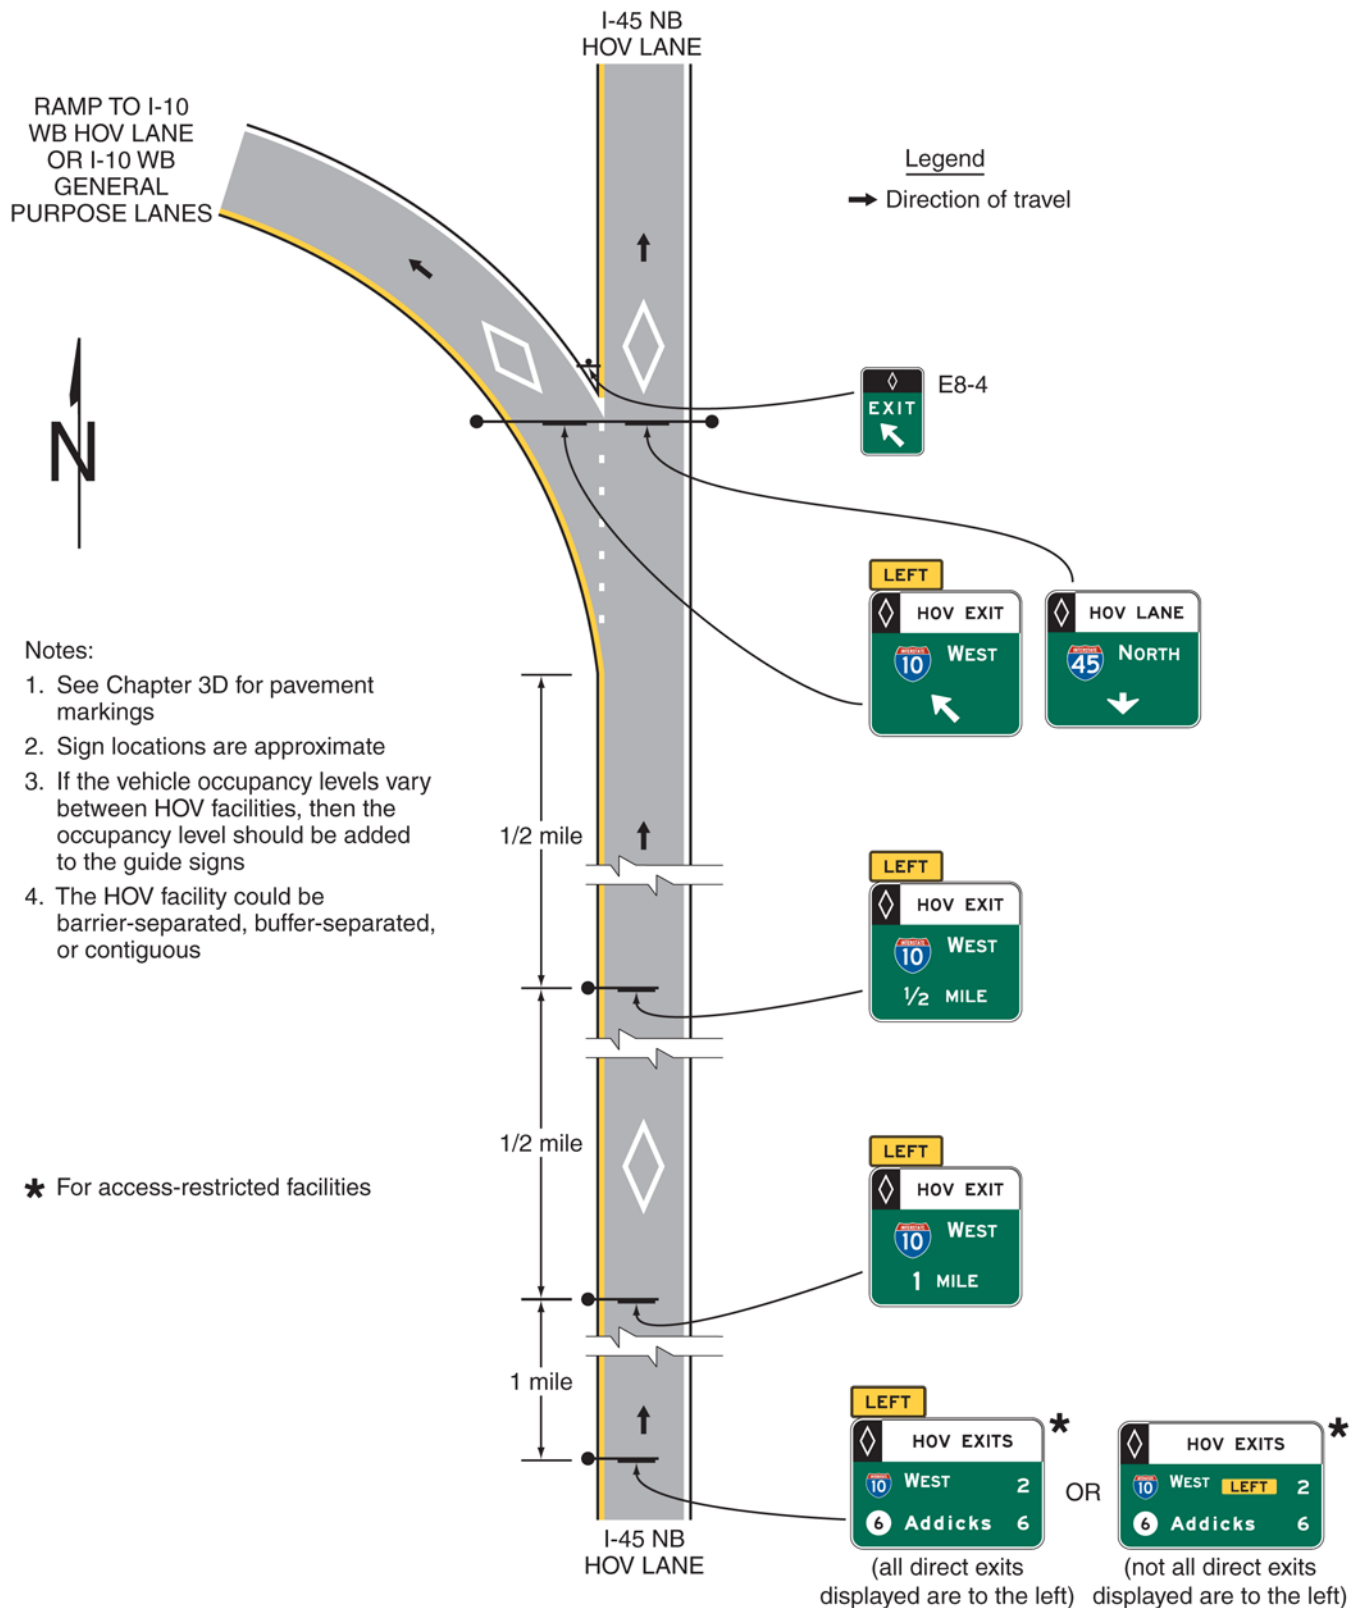 I-45 NB
HOV LANE
RAMP TO I-10
WB HOV LANE
OR I-10 WB
GENERAL
PURPOSE LANES
Legend
Direction of travel
N
EXIT
E8-4
LEFT
HOV EXIT
INTERSTATE
10 WEST
HOV LANE
INTERSTATE
45 NORTH
Notes:
1. See Chapter 3D for pavement
markings
2. Sign locations are approximate
3. If the vehicle occupancy levels vary
between HOV facilities, then the
occupancy level should be added
to the guide signs
4. The HOV facility could be
barrier-separated, buffer-separated,
or contiguous
* For access-restricted facilities
1/2 mile
LEFT
HOV EXIT
INTERSTATE
10 WEST
1/2 MILE
1/2 mile
LEFT
HOV EXIT
INTERSTATE
10 WEST
1 MILE
1 mile
LEFT
HOV EXITS *
10 WEST 2
6 Addicks 6
(all direct exits
displayed are to the left)
OR
HOV EXITS *
10 WEST LEFT 2
6 Addicks 6
(not all direct exits
displayed are to the left)
I-45 NB
HOV LANE